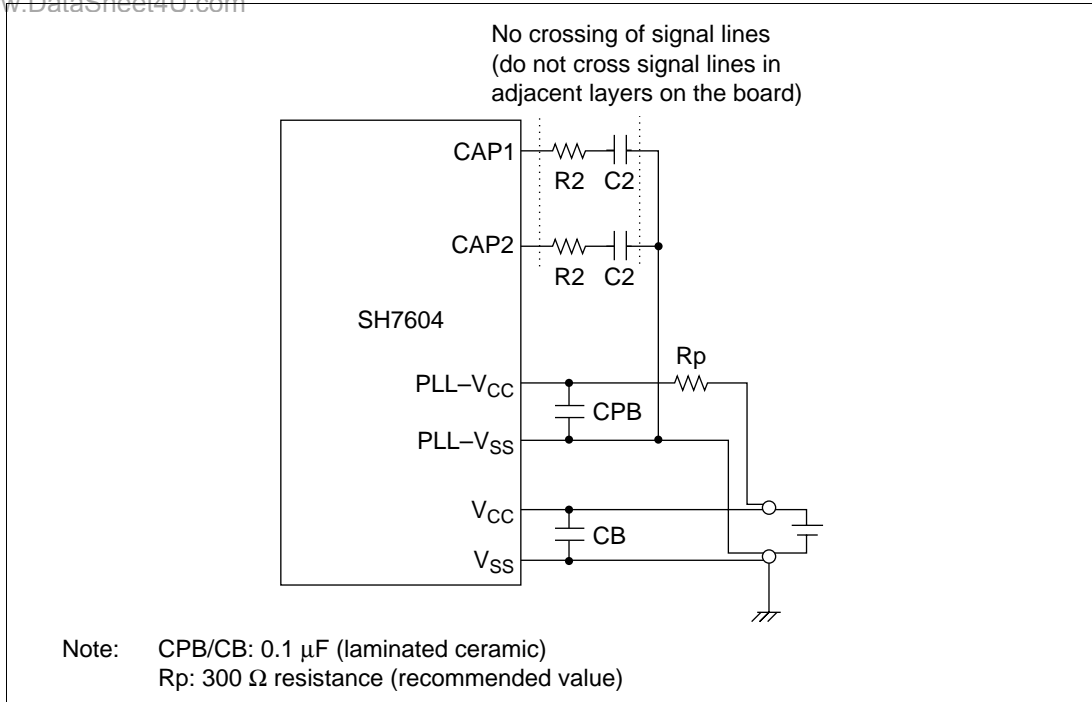 w.DataSheet4U.com
No crossing of signal lines
(do not cross signal lines in
adjacent layers on the board)
CAP1
R2 C2
CAP2
R2 C2
SH7604
Rp
PLL–VCC
CPB
PLL–VSS
VCC
CB
VSS
Note: CPB/CB: 0.1 μF (laminated ceramic)
Rp: 300 Ω resistance (recommended value)